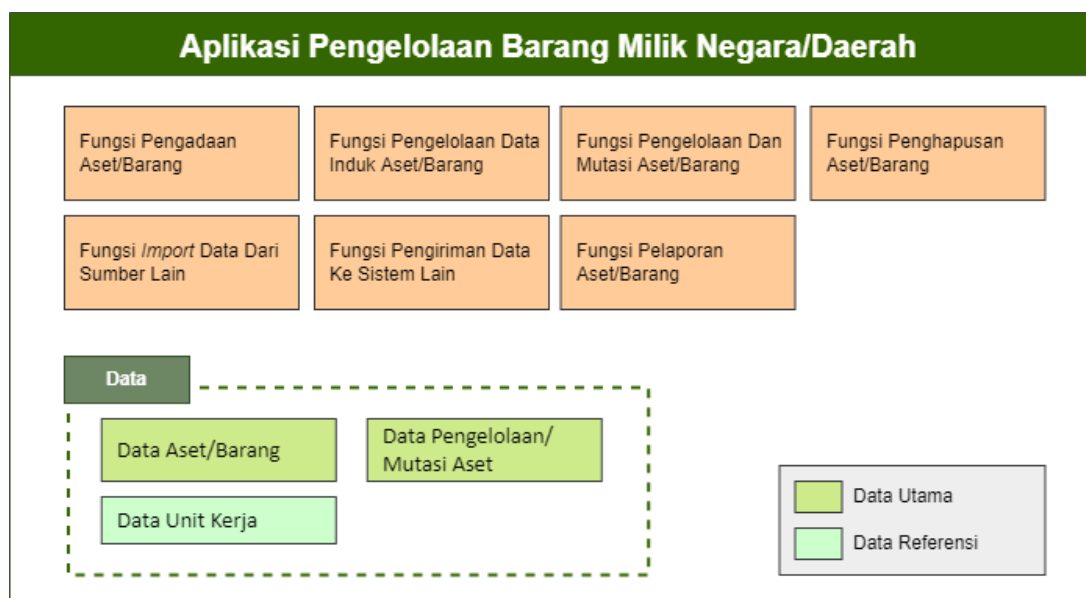 Aplikasi Pengelolaan Barang Milik Negara/Daerah
Fungsi Pengadaan
Aset/Barang
Fungsi Pengelolaan Data
Induk Aset/Barang
Fungsi Pengelolaan Dan
Mutasi Aset/Barang
Fungsi Penghapusan
Aset/Barang
Fungsi Import Data Dari
Sumber Lain
Fungsi Pengiriman Data
Ke Sistem Lain
Fungsi Pelaporan
Aset/Barang
Data
Data Aset/Barang
Data Pengelolaan/
Mutasi Aset
Data Unit Kerja
Data Utama
Data Referensi